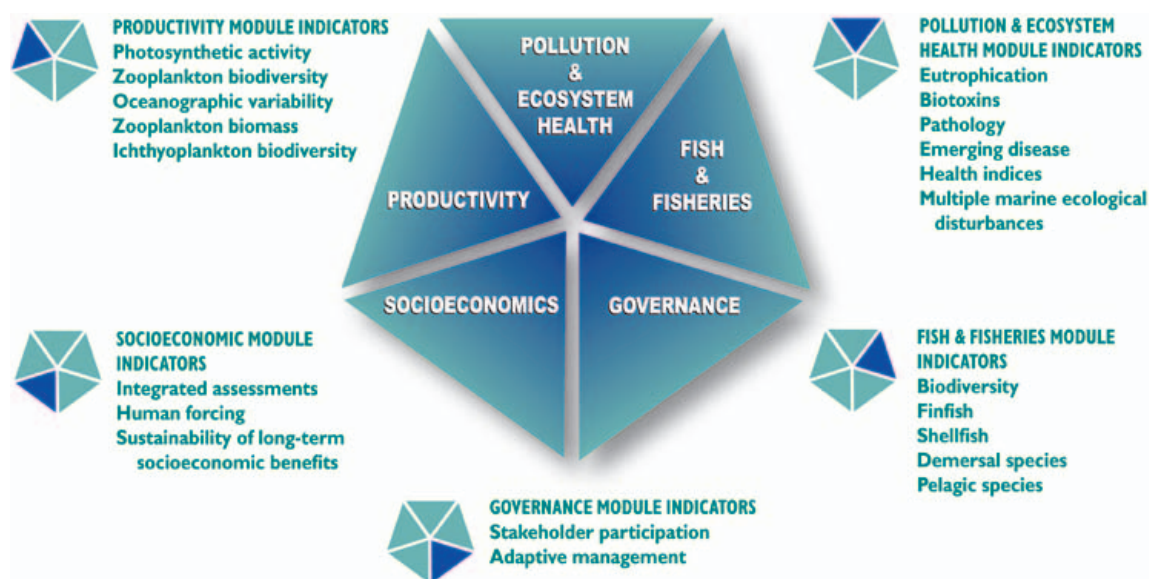 PRODUCTIVITY MODULE INDICATORS
Photosynthetic activity
Zooplankton biodiversity
Oceanographic variability
Zooplankton biomass
Ichthyoplankton biodiversity
POLLUTION
&
ECOSYSTEM
HEALTH
FISH
&
FISHERIES
PRODUCTIVITY
SOCIOECONOMICS
GOVERNANCE
POLLUTION & ECOSYSTEM
HEALTH MODULE INDICATORS
Eutrophication
Biotoxins
Pathology
Emerging disease
Health indices
Multiple marine ecological
disturbances
SOCIOECONOMIC MODULE
INDICATORS
Integrated assessments
Human forcing
Sustainability of long-term
socioeconomic benefits
FISH & FISHERIES MODULE
INDICATORS
Biodiversity
Finfish
Shellfish
Demersal species
Pelagic species
GOVERNANCE MODULE INDICATORS
Stakeholder participation
Adaptive management